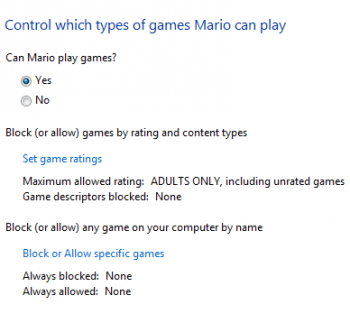 Control which types of games Mario can play
Can Mario play games?
Yes
No
Block (or allow) games by rating and content types
Set game ratings
Maximum allowed rating: ADULTS ONLY, including unrated games
Game descriptors blocked: None
Block (or allow) any game on your computer by name
Block or Allow specific games
Always blocked: None
Always allowed: None